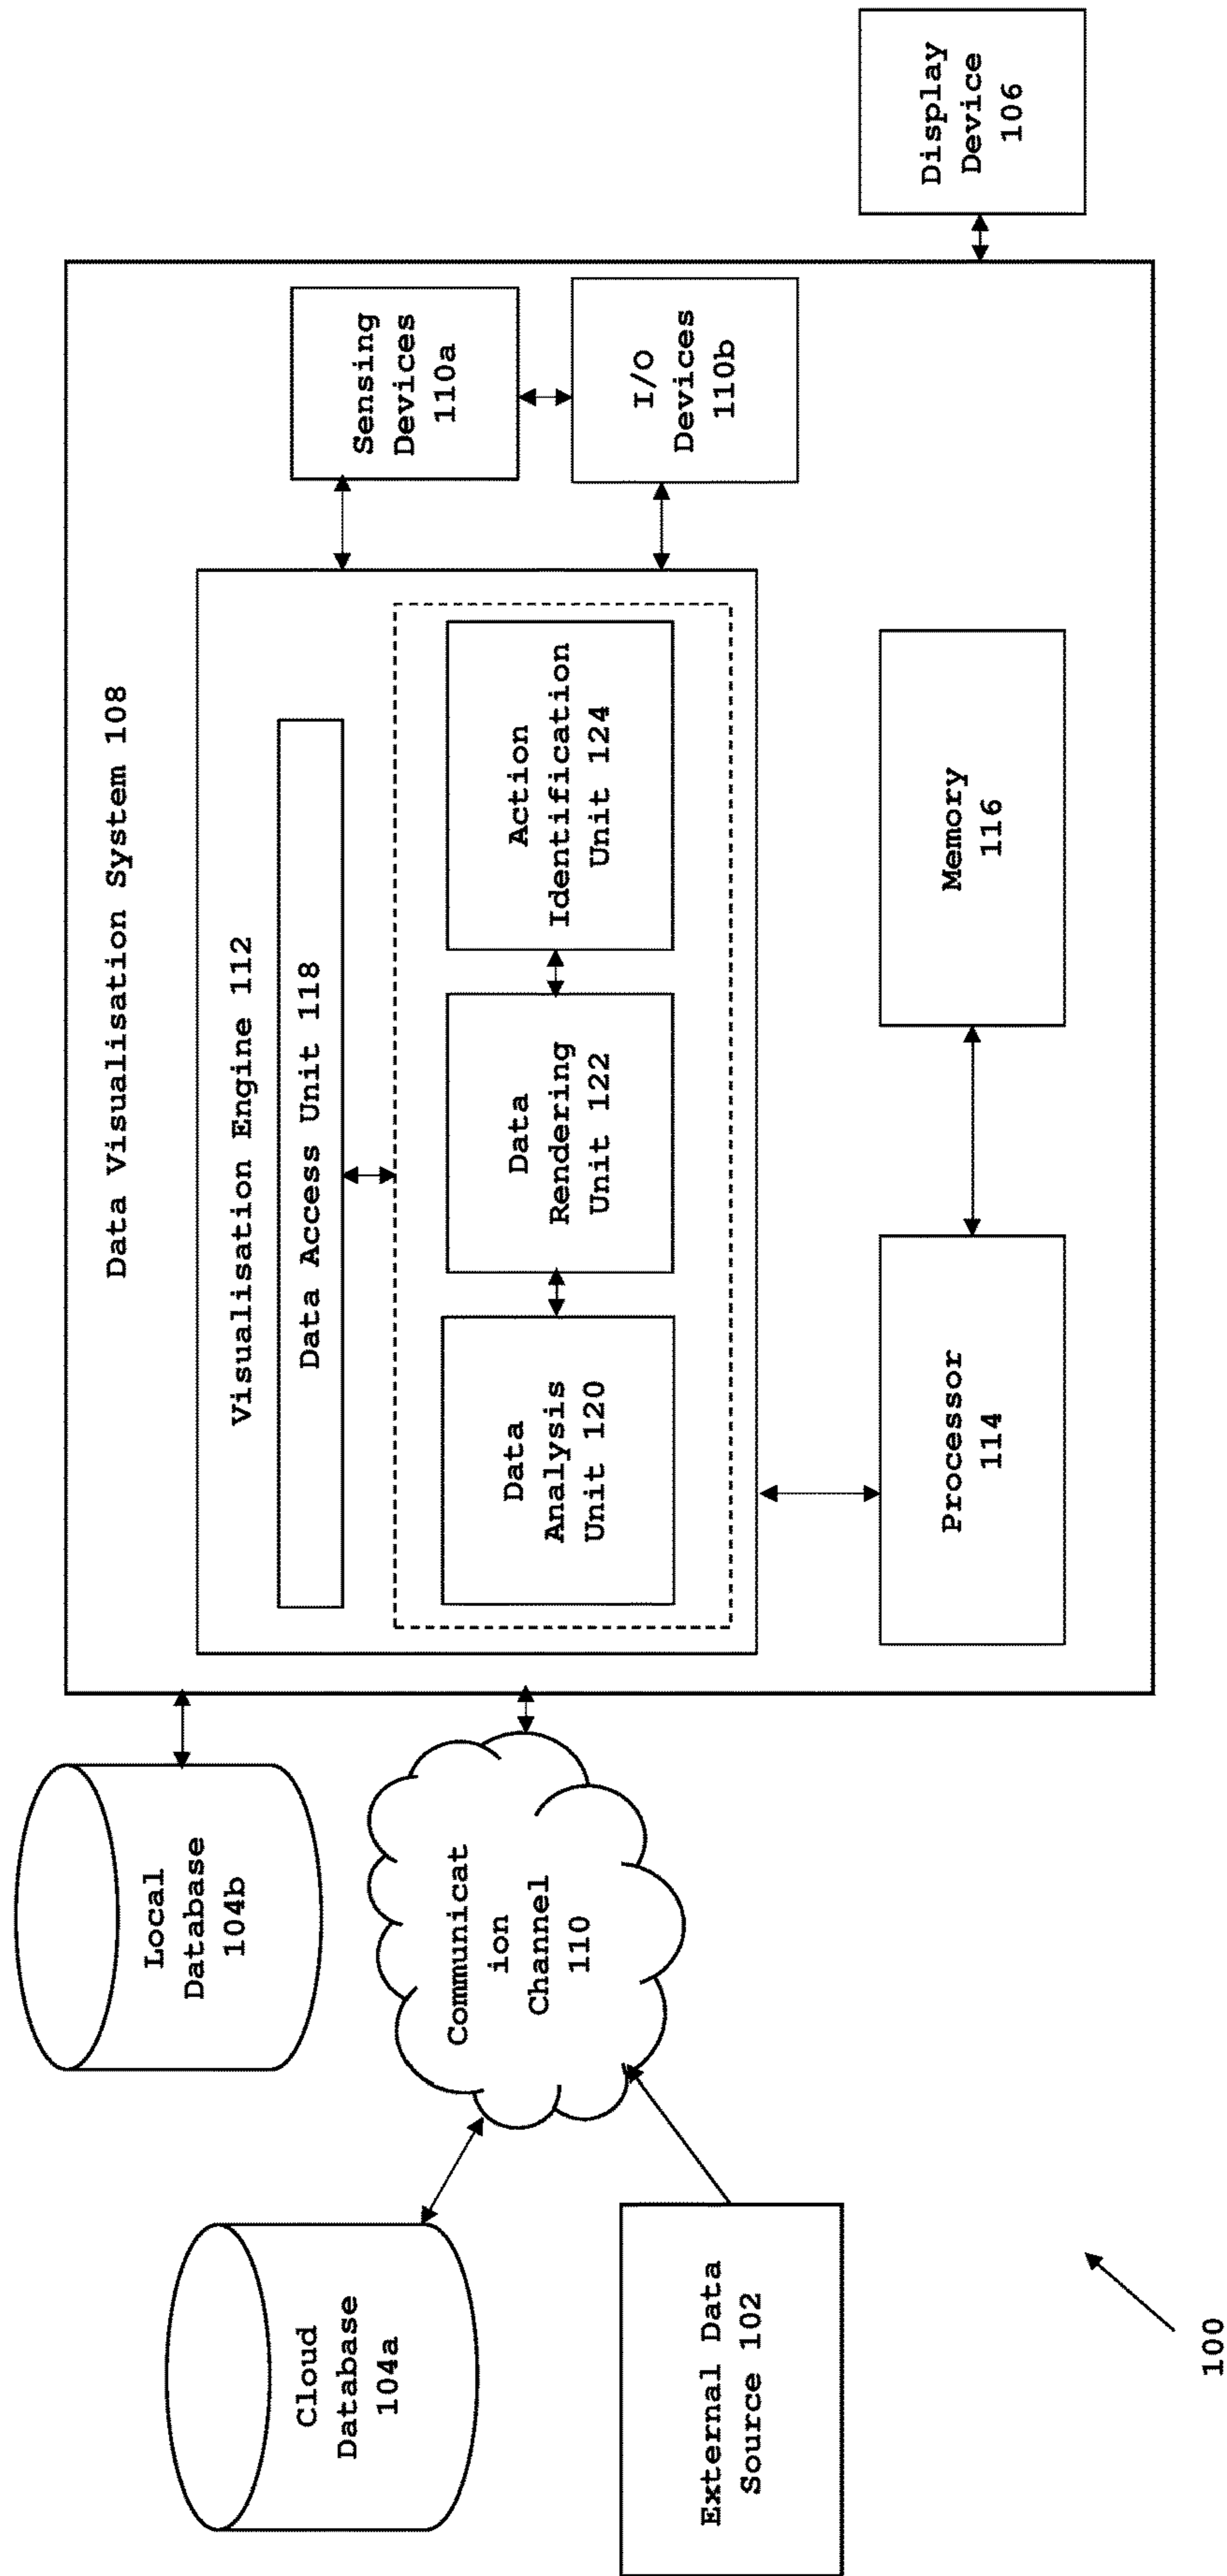 Data Visualisation System 108
Visualisation Engine 112
Data Access Unit 118
Data
Analysis
Unit 120
Data
Rendering
Unit 122
Action
Identification
Unit 124
Sensing
Devices
110a
I/O
Devices
110b
Processor
114
Memory
116
Display
Device
106
Local
Database
104b
Cloud
Database
104a
Communicat
ion
Channel
110
External Data
Source 102
100